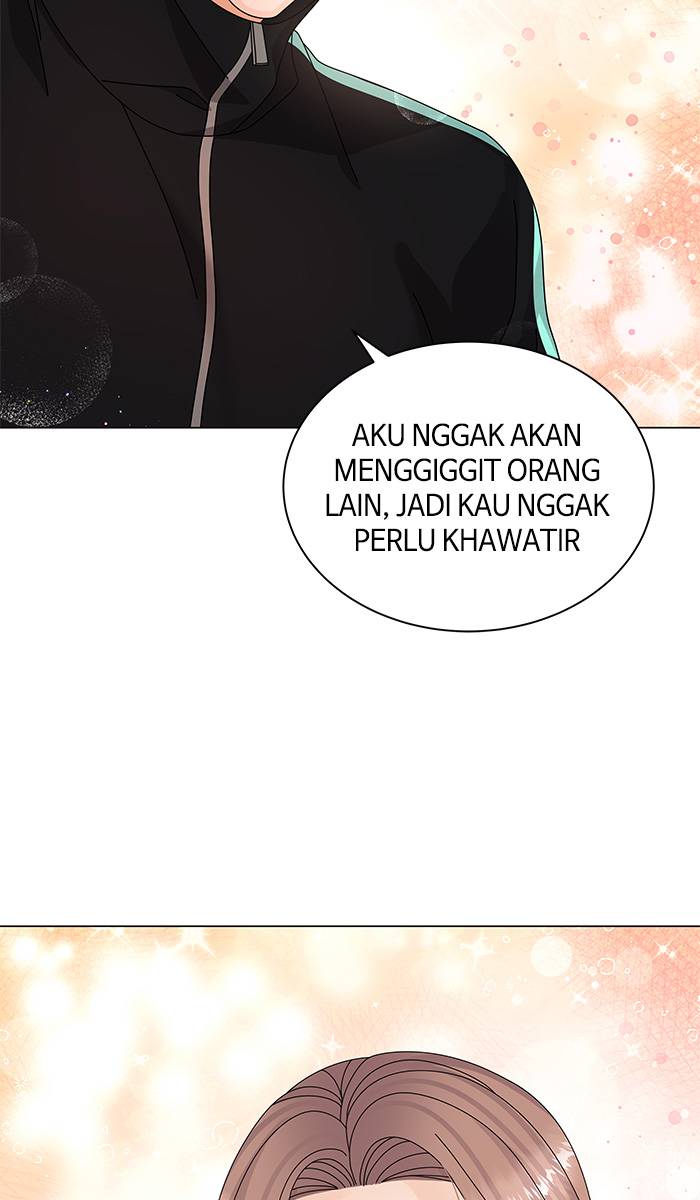 AKU NGGAK AKAN
MENGGIGGIT ORANG
LAIN, JADI KAU NGGAK
PERLU KHAWATIR